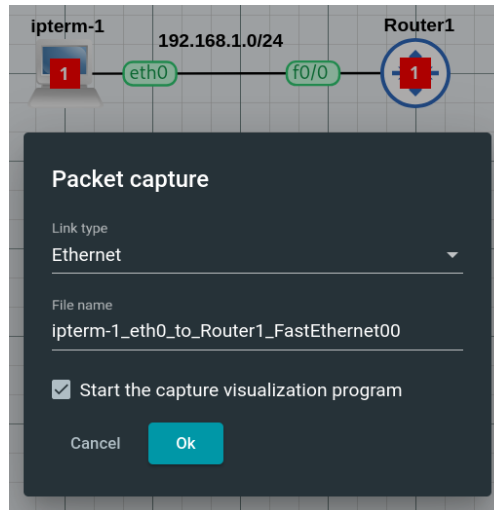 ipterm-1
Router1
192.168.1.0/24
1
eth0
f0/0
1
Packet capture
Link type
Ethernet
File name
ipterm-1_eth0_to_Router1_FastEthernet00
Start the capture visualization program
Cancel
Ok